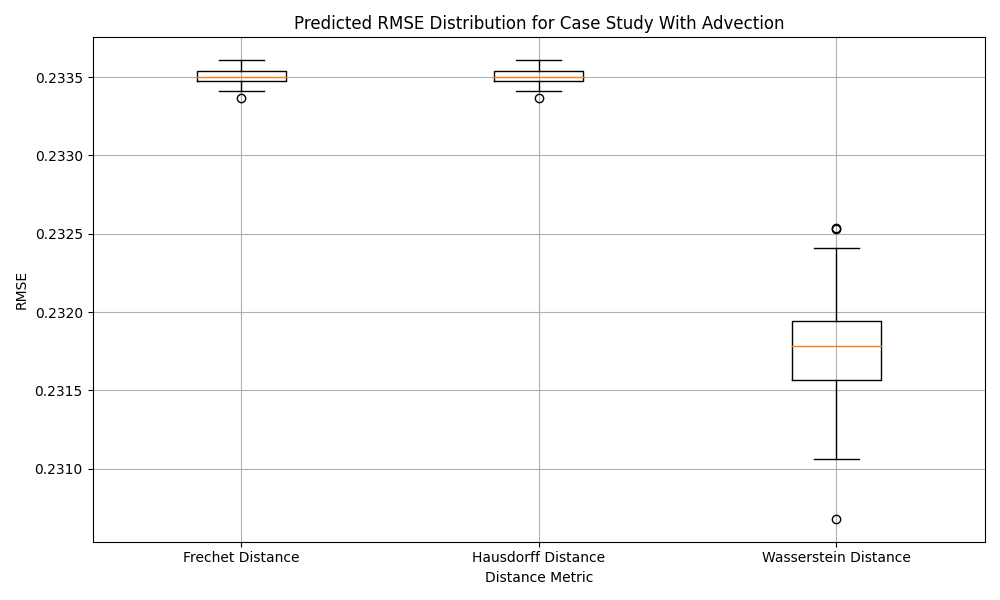 Predicted RMSE Distribution for Case Study With Advection
0.2335
0.2330
0.2325
0.2320
0.2315
0.2310
RMSE
Frechet Distance
Hausdorff Distance
Wasserstein Distance
Distance Metric